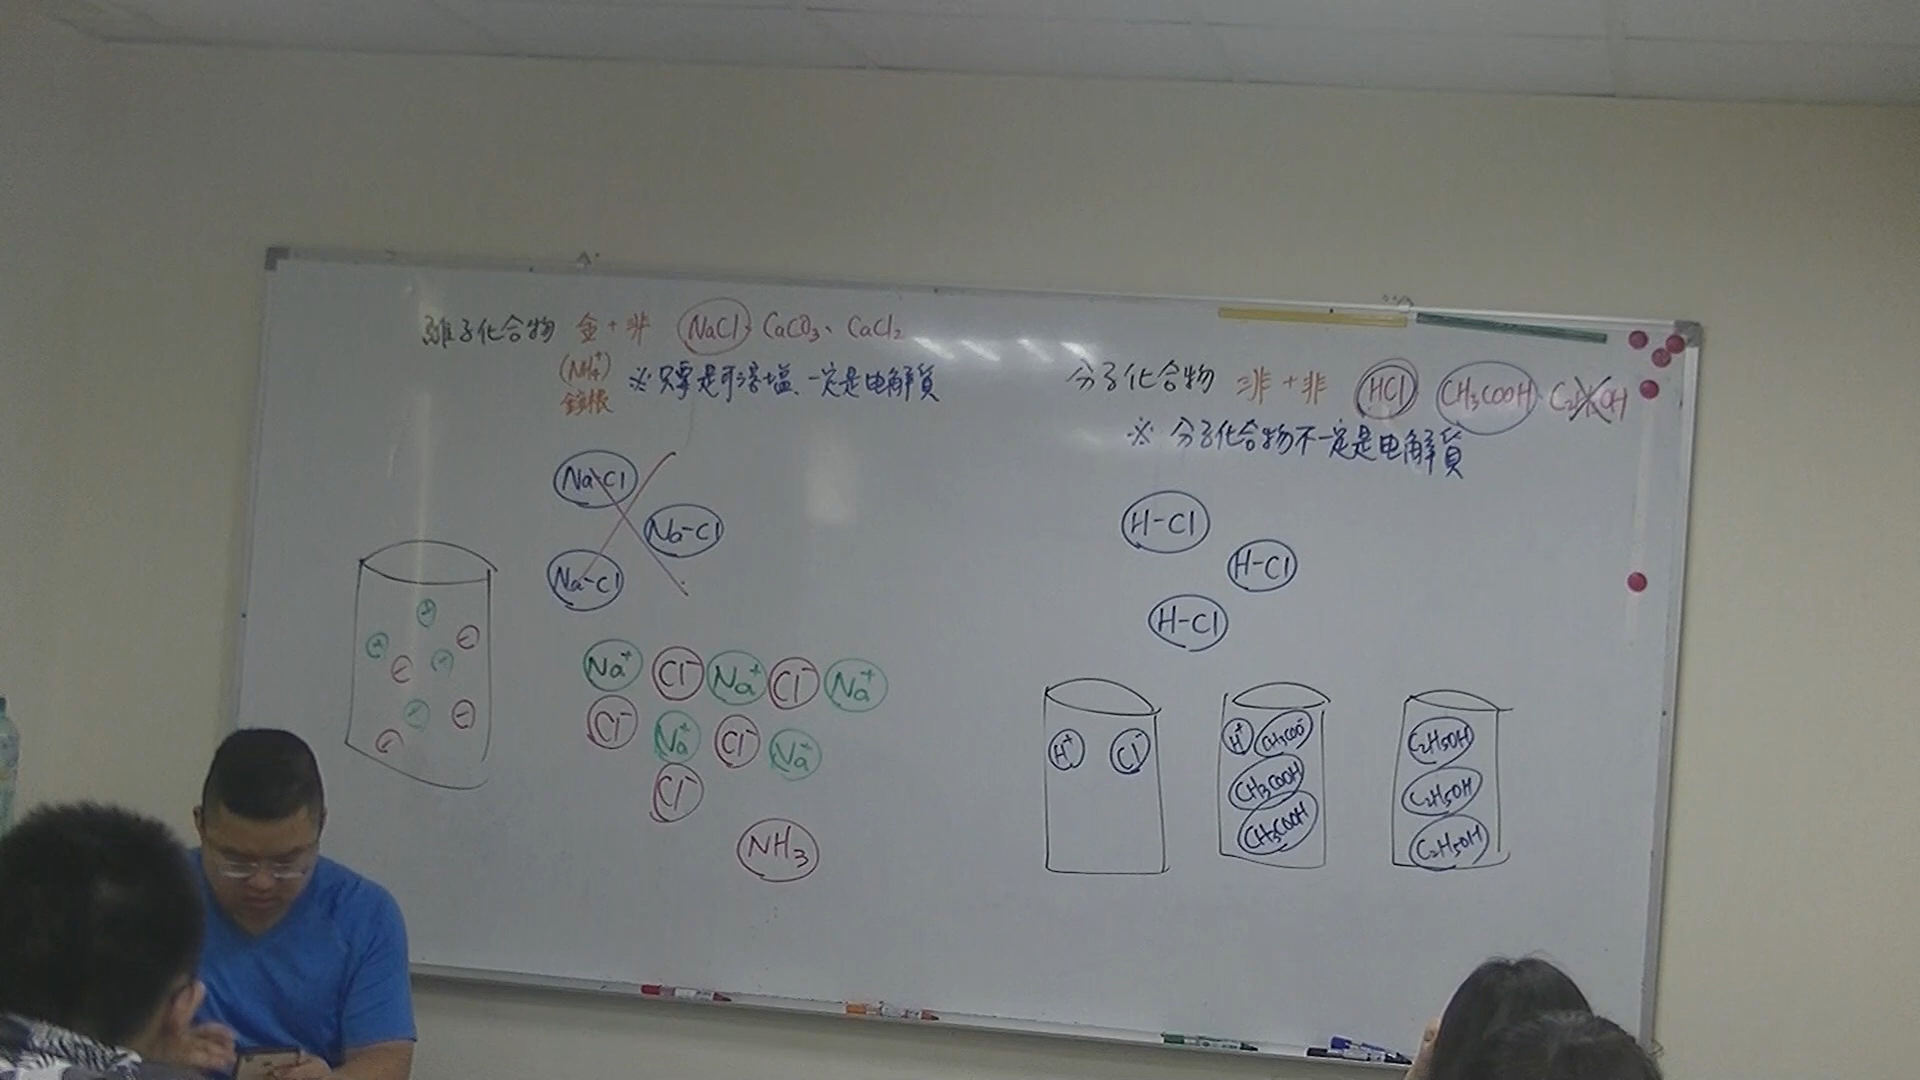 離子化合物 金+非 NaCl、CaCO₃、CaCl₂
(NH₄⁺)
銨根
※只要是可溶塩、一定是电解質
Na-Cl
Na-Cl
Na-Cl
+
+ -
- +
+ -
-
Na⁺ Cl⁻ Na⁺ Cl⁻ Na⁺
Cl⁻ Na⁺ Cl⁻ Na⁺
Cl⁻
NH₃
分子化合物 非+非 HCl CH₃COOH、C₂H₅OH
※ 分子化合物不一定是电解質
H-Cl
H-Cl
H-Cl
H⁺ Cl⁻
H⁺ CH₃COO⁻
CH₃COOH
CH₃COOH
C₂H₅OH
C₂H₅OH
C₂H₅OH